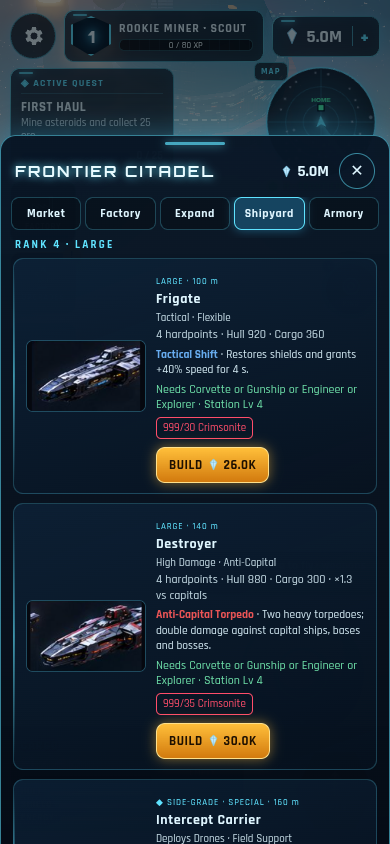 1
ROOKIE MINER · SCOUT
0 / 80 XP
5.0M
+
MAP
◆ ACTIVE QUEST
FIRST HAUL
Mine asteroids and collect 25
HOME
FRONTIER CITADEL
5.0M
✕
Market
Factory
Expand
Shipyard
Armory
RANK 4 · LARGE
LARGE · 100 m
Frigate
Tactical · Flexible
4 hardpoints · Hull 920 · Cargo 360
Tactical Shift · Restores shields and grants
+40% speed for 4 s.
Needs Corvette or Gunship or Engineer or
Explorer · Station Lv 4
999/30 Crimsonite
BUILD 26.0K
LARGE · 140 m
Destroyer
High Damage · Anti-Capital
4 hardpoints · Hull 880 · Cargo 300 · ×1.3
vs capitals
Anti-Capital Torpedo · Two heavy torpedoes;
double damage against capital ships, bases
and bosses.
Needs Corvette or Gunship or Engineer or
Explorer · Station Lv 4
999/35 Crimsonite
BUILD 30.0K
◆ SIDE-GRADE · SPECIAL · 160 m
Intercept Carrier
Deploys Drones · Field Support